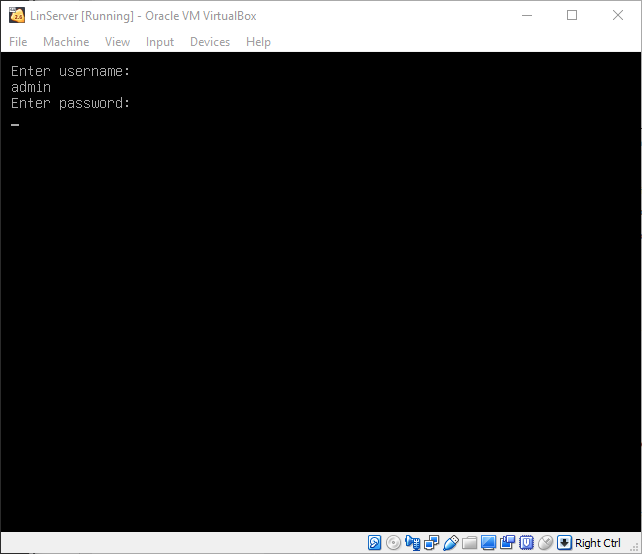 LinServer [Running] - Oracle VM VirtualBox
File Machine View Input Devices Help
Enter username:
admin
Enter password:
Right Ctrl